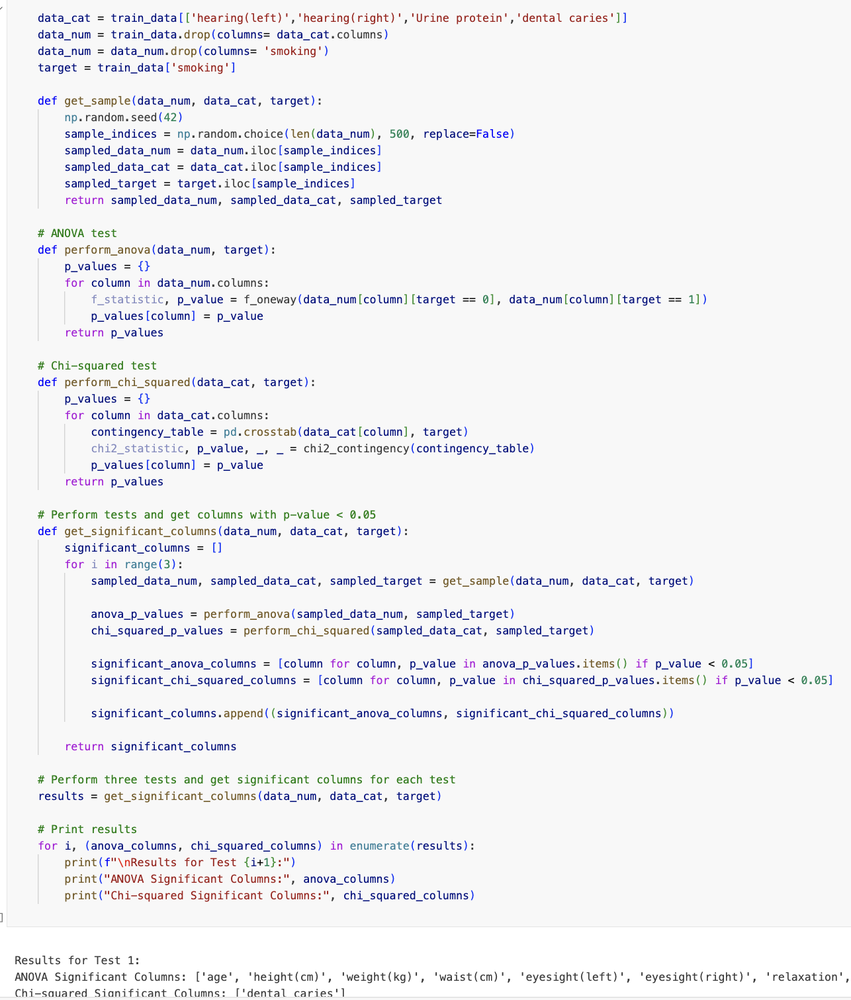 data_cat = train_data[['hearing(left)','hearing(right)','Urine protein','dental caries']]
data_num = train_data.drop(columns= data_cat.columns)
data_num = data_num.drop(columns= 'smoking')
target = train_data['smoking']

def get_sample(data_num, data_cat, target):
    np.random.seed(42)
    sample_indices = np.random.choice(len(data_num), 500, replace=False)
    sampled_data_num = data_num.iloc[sample_indices]
    sampled_data_cat = data_cat.iloc[sample_indices]
    sampled_target = target.iloc[sample_indices]
    return sampled_data_num, sampled_data_cat, sampled_target

# ANOVA test
def perform_anova(data_num, target):
    p_values = {}
    for column in data_num.columns:
        f_statistic, p_value = f_oneway(data_num[column][target == 0], data_num[column][target == 1])
        p_values[column] = p_value
    return p_values

# Chi-squared test
def perform_chi_squared(data_cat, target):
    p_values = {}
    for column in data_cat.columns:
        contingency_table = pd.crosstab(data_cat[column], target)
        chi2_statistic, p_value, _, _ = chi2_contingency(contingency_table)
        p_values[column] = p_value
    return p_values

# Perform tests and get columns with p-value < 0.05
def get_significant_columns(data_num, data_cat, target):
    significant_columns = []
    for i in range(3):
        sampled_data_num, sampled_data_cat, sampled_target = get_sample(data_num, data_cat, target)

        anova_p_values = perform_anova(sampled_data_num, sampled_target)
        chi_squared_p_values = perform_chi_squared(sampled_data_cat, sampled_target)

        significant_anova_columns = [column for column, p_value in anova_p_values.items() if p_value < 0.05]
        significant_chi_squared_columns = [column for column, p_value in chi_squared_p_values.items() if p_value < 0.05]

        significant_columns.append((significant_anova_columns, significant_chi_squared_columns))

    return significant_columns

# Perform three tests and get significant columns for each test
results = get_significant_columns(data_num, data_cat, target)

# Print results
for i, (anova_columns, chi_squared_columns) in enumerate(results):
    print(f"\nResults for Test {i+1}:")
    print("ANOVA Significant Columns:", anova_columns)
    print("Chi-squared Significant Columns:", chi_squared_columns)

Results for Test 1:
ANOVA Significant Columns: ['age', 'height(cm)', 'weight(kg)', 'waist(cm)', 'eyesight(left)', 'eyesight(right)', 'relaxation',
Chi-squared Significant Columns: ['dental caries']